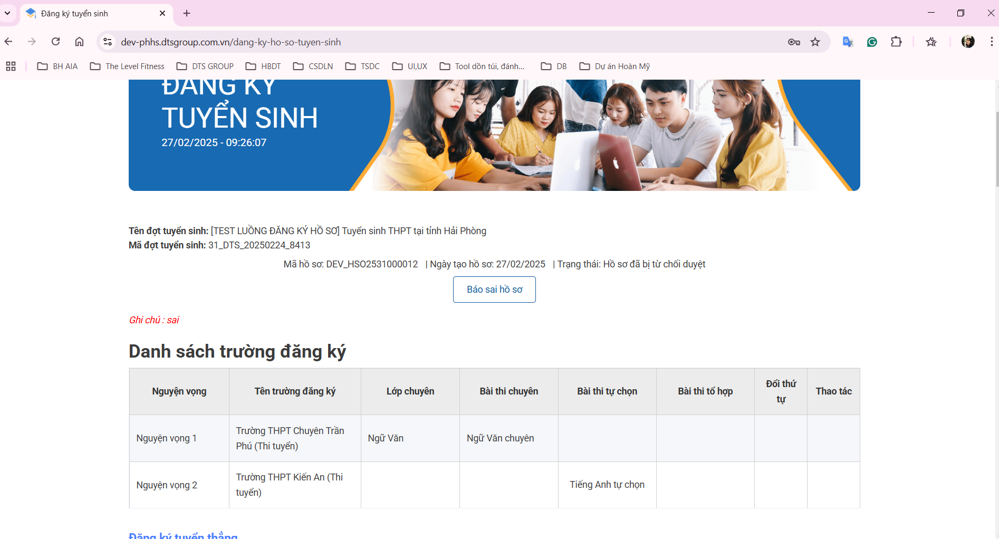 Đăng ký tuyển sinh
dev-phhs.dtsgroup.com.vn/dang-ky-ho-so-tuyen-sinh
BH AIA
The Level Fitness
DTS GROUP
HBDT
CSDLN
TSDC
UI,UX
Tool dồn túi, đánh...
DB
Dự án Hoàn Mỹ
ĐĂNG KÝ
TUYỂN SINH
27/02/2025 - 09:26:07
Tên đợt tuyển sinh: [TEST LUỒNG ĐĂNG KÝ HỒ SƠ] Tuyển sinh THPT tại tỉnh Hải Phòng
Mã đợt tuyển sinh: 31_DTS_20250224_8413
Mã hồ sơ: DEV_HSO2531000012 | Ngày tạo hồ sơ: 27/02/2025 | Trạng thái: Hồ sơ đã bị từ chối duyệt
Báo sai hồ sơ
Ghi chú : sai
Danh sách trường đăng ký
Nguyện vọng
Tên trường đăng ký
Lớp chuyên
Bài thi chuyên
Bài thi tự chọn
Bài thi tổ hợp
Đổi thứ
tự
Thao tác
Nguyện vọng 1
Trường THPT Chuyên Trần
Phú (Thi tuyển)
Ngữ Văn
Ngữ Văn chuyên
Nguyện vọng 2
Trường THPT Kiến An (Thi
tuyển)
Tiếng Anh tự chọn
Đăng ký tuyển thẳng